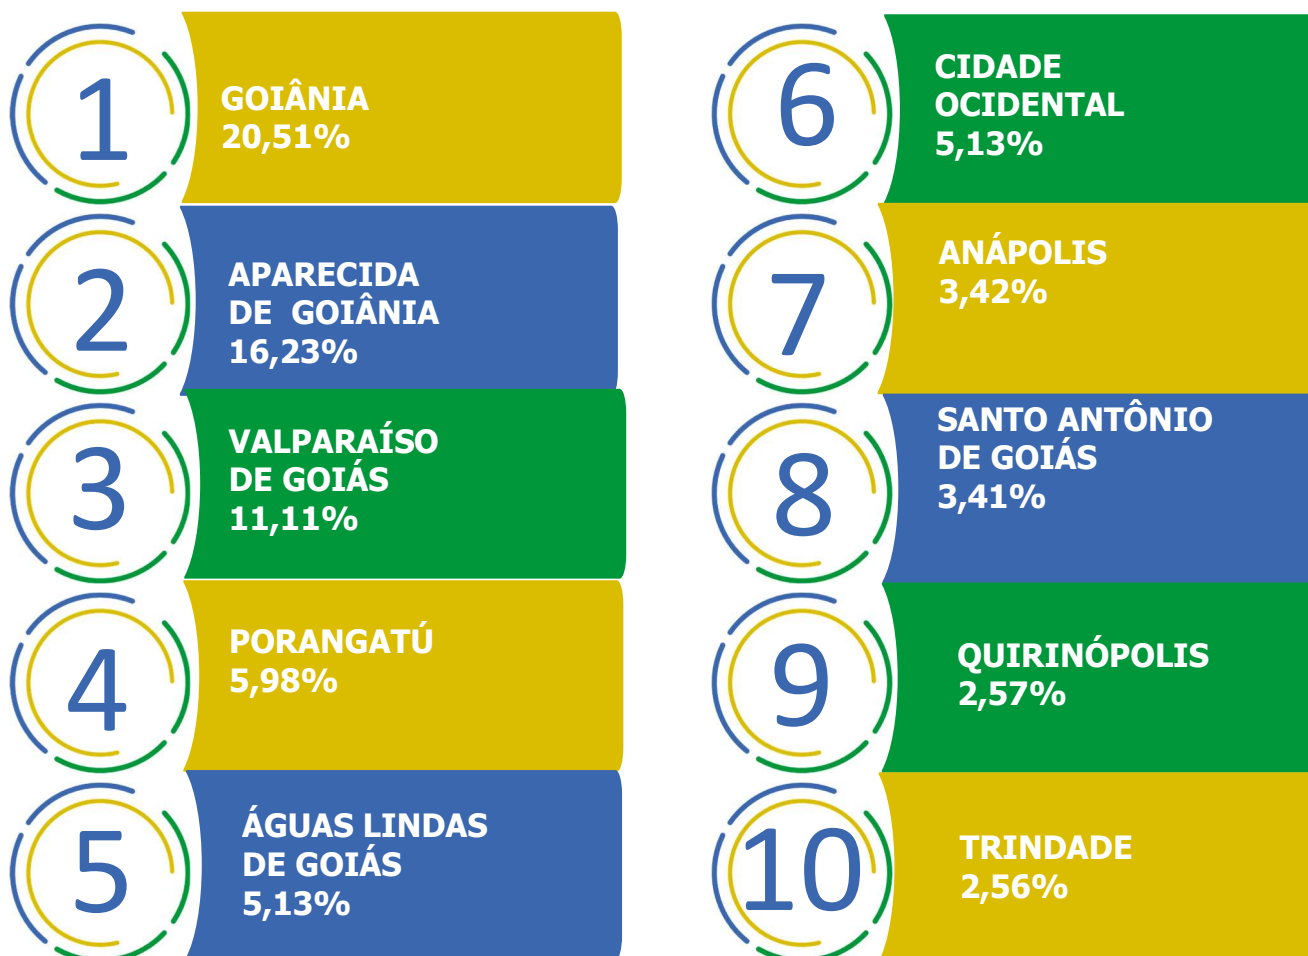 1
GOIÂNIA
20,51%
2
APARECIDA
DE  GOIÂNIA
16,23%
3
VALPARAÍSO
DE GOIÁS
11,11%
4
PORANGATÚ
5,98%
5
ÁGUAS LINDAS
DE GOIÁS
5,13%
6
CIDADE
OCIDENTAL
5,13%
7
ANÁPOLIS
3,42%
8
SANTO ANTÔNIO
DE GOIÁS
3,41%
9
QUIRINÓPOLIS
2,57%
10
TRINDADE
2,56%